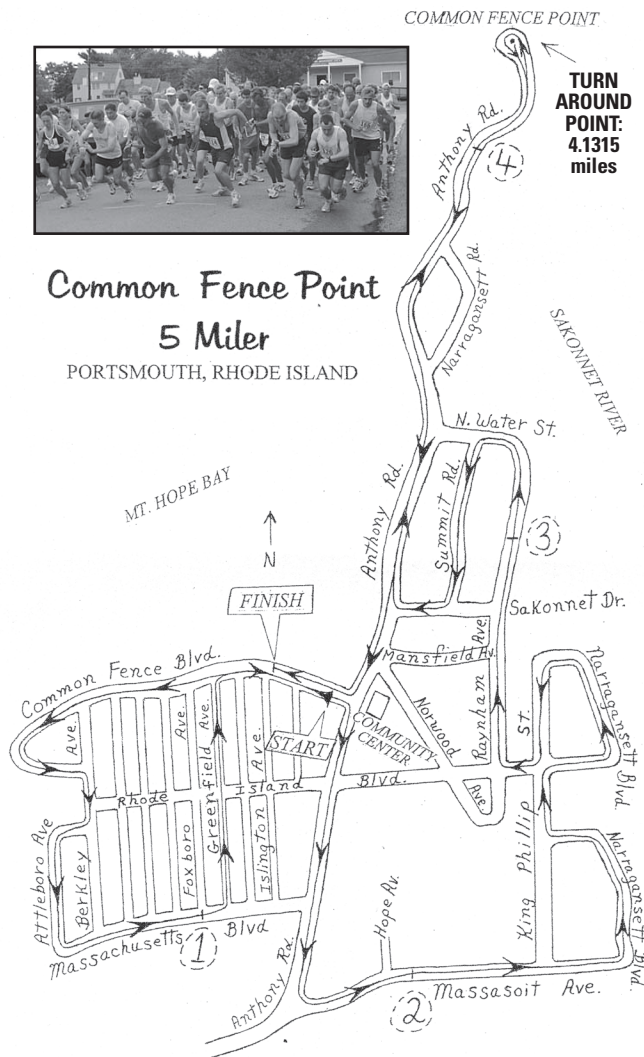 COMMON FENCE POINT
TURN
AROUND
POINT:
4.1315
miles
Anthony Rd.
4
Common Fence Point
5 Miler
PORTSMOUTH, RHODE ISLAND
Narragansett Rd.
SAKONNET RIVER
N. Water St.
MT. HOPE BAY
Anthony Rd.
Summit Rd.
3
N
FINISH
Sakonnet Dr.
Mansfield Av.
Common Fence Blvd.
Raynham Ave.
Narragansett Blvd.
START
COMMUNITY
CENTER
Norwood
Ave
St.
Ave.
Ave.
Greenfield Ave.
Ave.
Rhode Island Blvd.
Attleboro Ave
Berkley
Foxboro
Islington
King Phillip
Narragansett Blvd.
Hope Av.
Massachusetts Blvd
1
Anthony Rd.
2
Massasoit Ave.